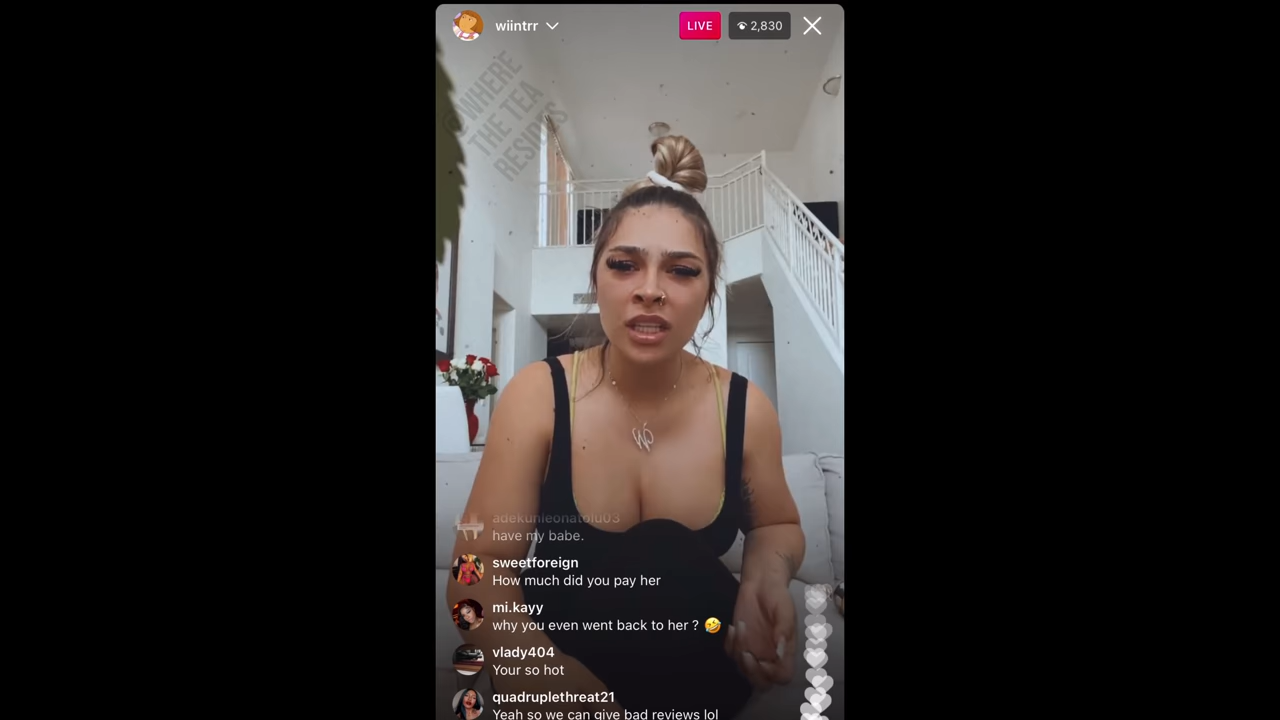 wiintrr
LIVE
2,830
@WHERE
THE TEA
RESIDES
adekunleonatolu03
have my babe.
sweetforeign
How much did you pay her
mi.kayy
why you even went back to her ? 🤣
vlady404
Your so hot
quadruplethreat21
Yeah so we can give bad reviews lol